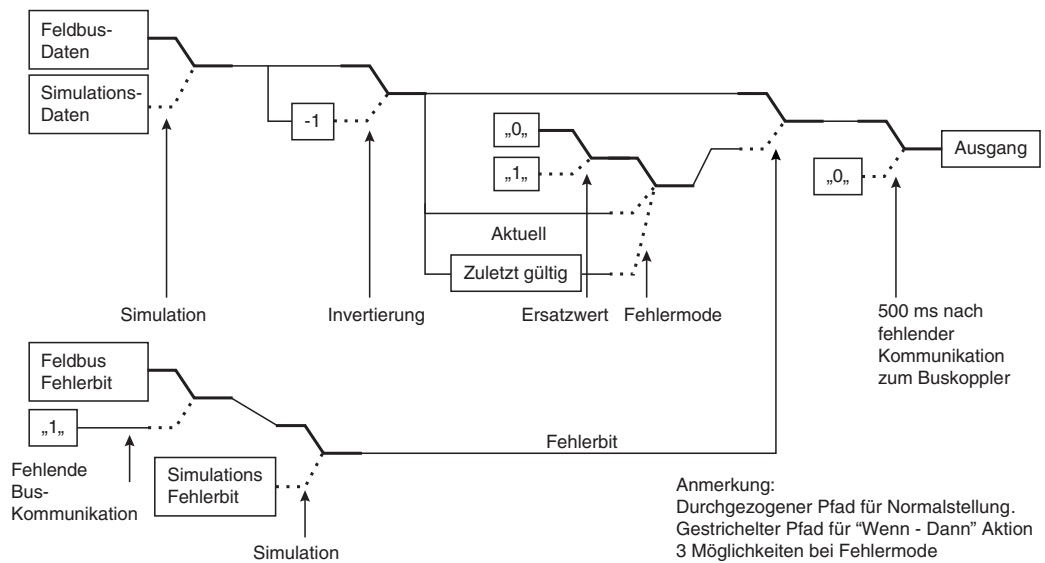 Feldbus-
Daten
Simulations-
Daten
-1
„0„
„1„
Aktuell
Zuletzt gültig
„0„
Ausgang
Simulation
Invertierung
Ersatzwert
Fehlermode
500 ms nach
fehlender
Kommunikation
zum Buskoppler
Feldbus
Fehlerbit
„1„
Fehlende
Bus-
Kommunikation
Simulations
Fehlerbit
Simulation
Fehlerbit
Anmerkung:
Durchgezogener Pfad für Normalstellung.
Gestrichelter Pfad für “Wenn - Dann” Aktion
3 Möglichkeiten bei Fehlermode